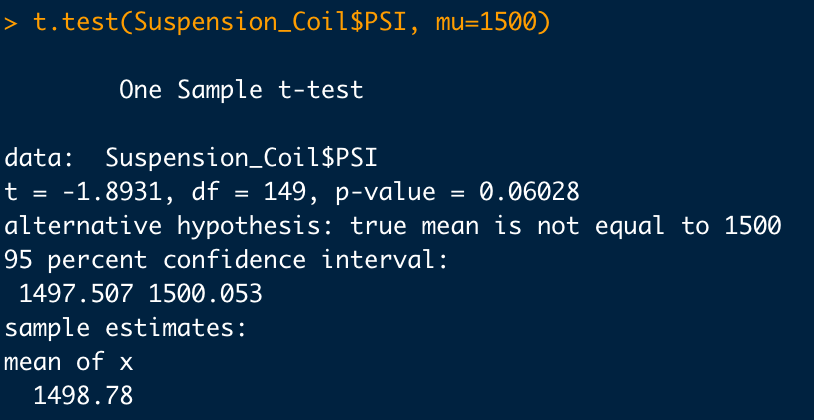 > t.test(Suspension_Coil$PSI, mu=1500)
One Sample t-test
data:  Suspension_Coil$PSI
t = -1.8931, df = 149, p-value = 0.06028
alternative hypothesis: true mean is not equal to 1500
95 percent confidence interval:
1497.507 1500.053
sample estimates:
mean of x
1498.78